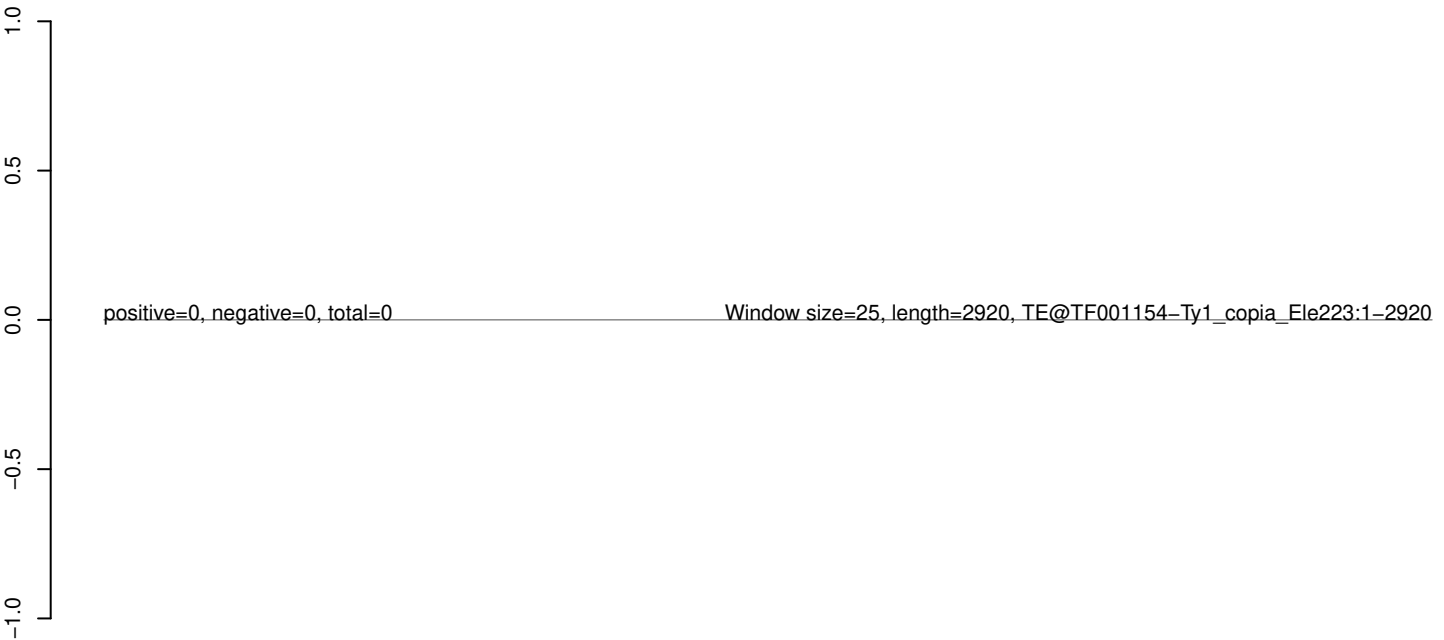 1.0
0.5
0.0
−0.5
−1.0
positive=0, negative=0, total=0
Window size=25, length=2920, TE@TF001154−Ty1_copia_Ele223:1−2920